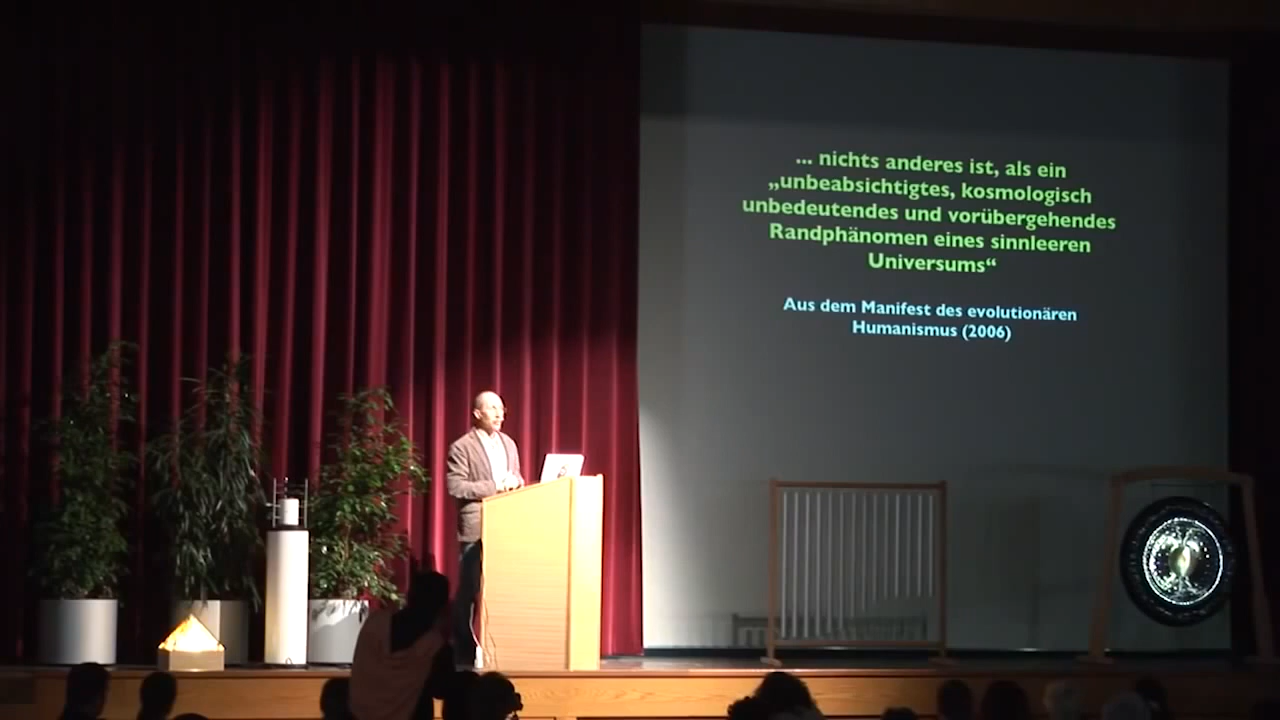 ... nichts anderes ist, als ein
„unbeabsichtigtes, kosmologisch
unbedeutendes und vorübergehendes
Randphänomen eines sinnleeren
Universums“
Aus dem Manifest des evolutionären
Humanismus (2006)